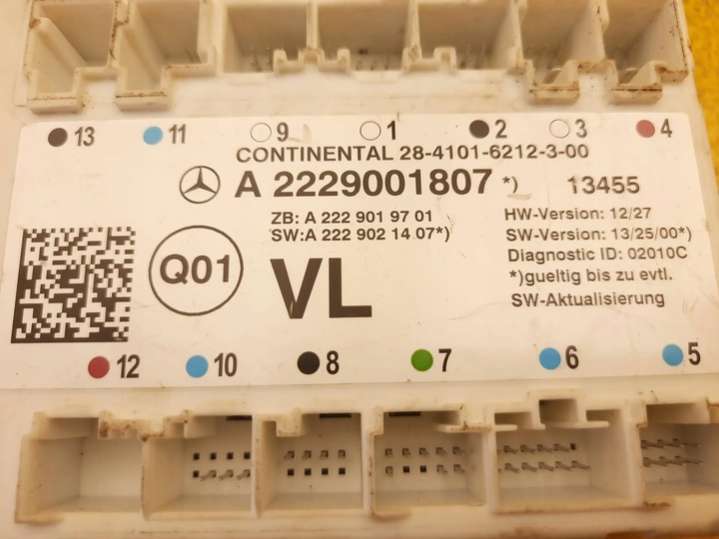 13 11 9 1 2 3 4
CONTINENTAL 28-4101-6212-3-00
A 2229001807 *) 13455
ZB: A 222 901 97 01
SW:A 222 902 14 07*)
HW-Version: 12/27
SW-Version: 13/25/00*)
Diagnostic ID: 02010C
*)gueltig bis zu evtl.
SW-Aktualisierung
Q01
VL
12 10 8 7 6 5